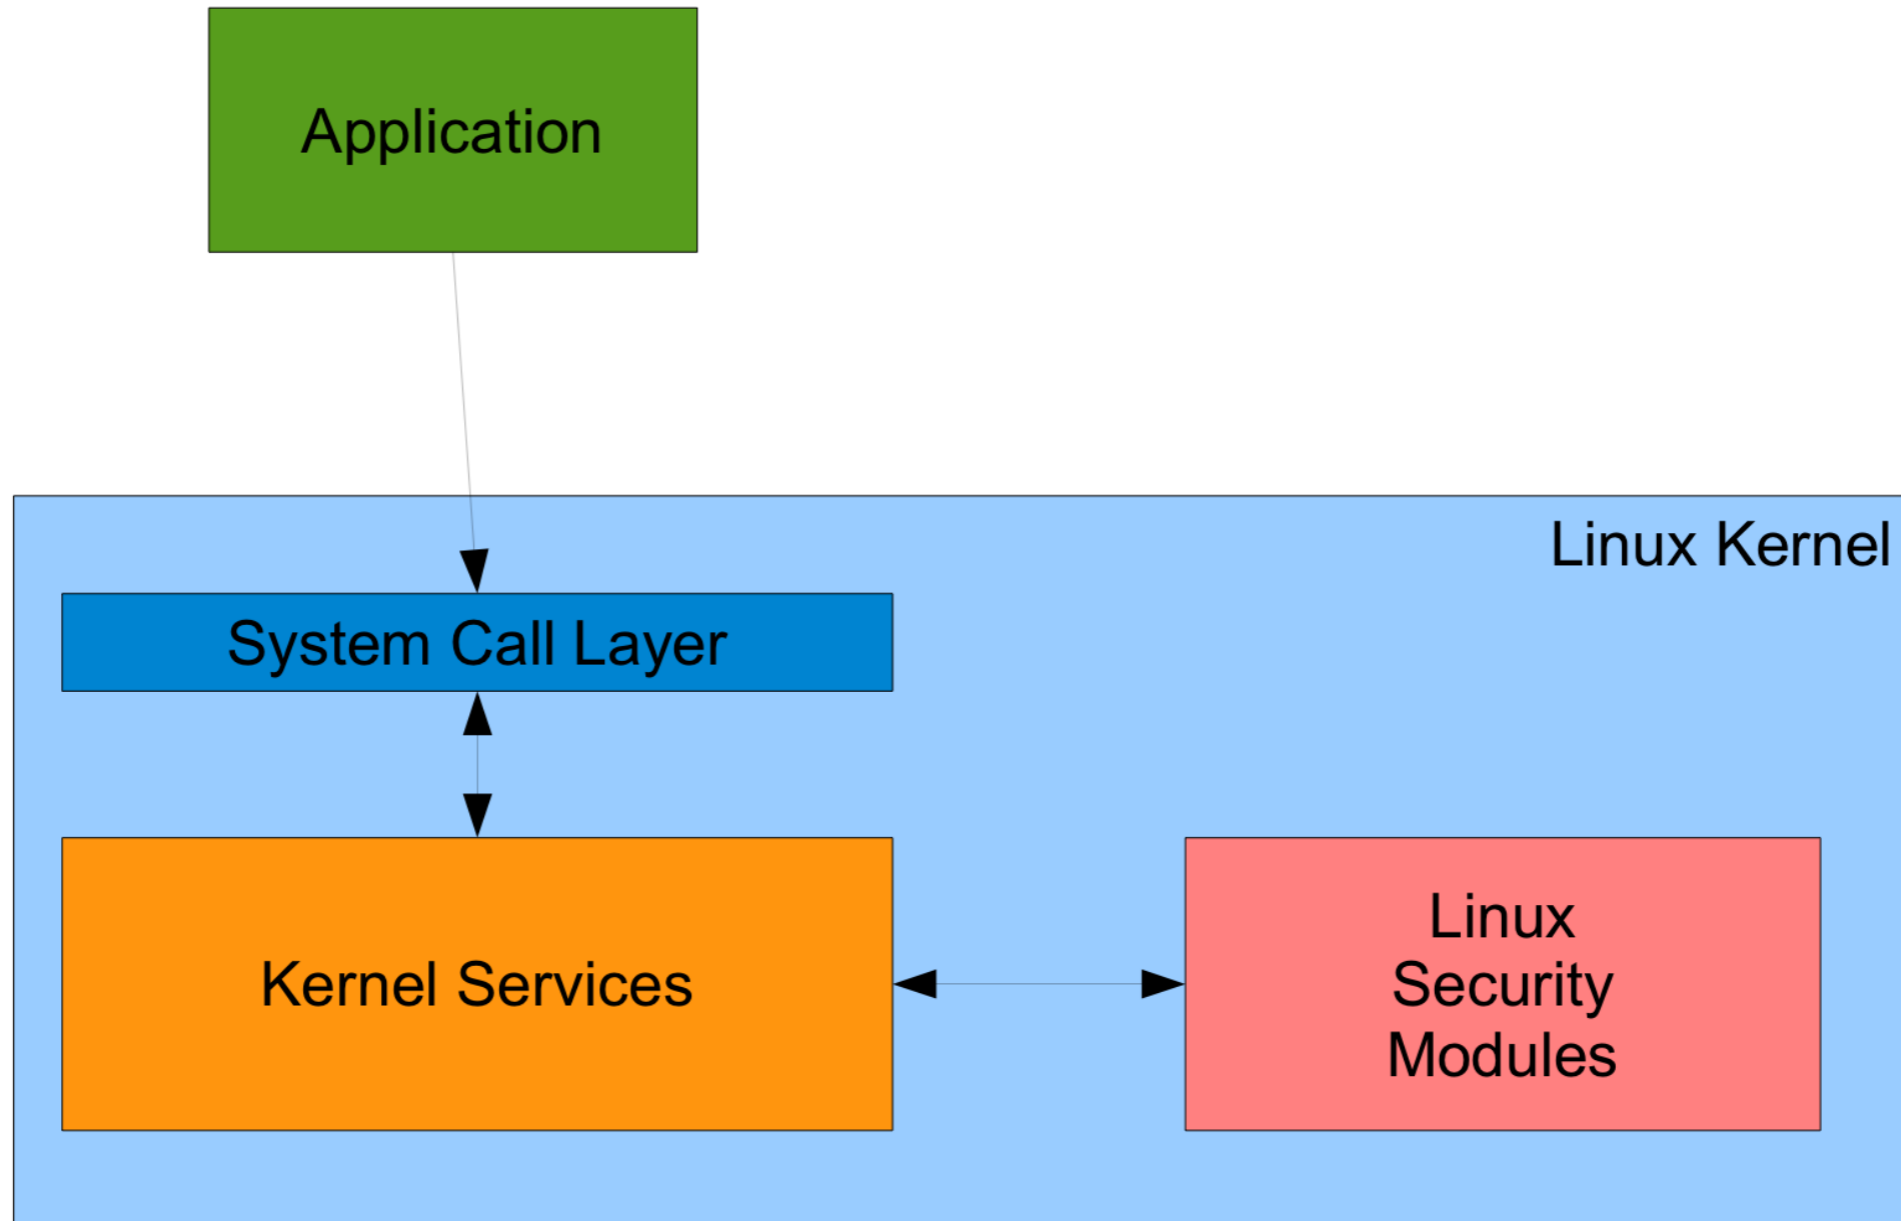 Application
Linux Kernel
System Call Layer
Kernel Services
Linux
Security
Modules